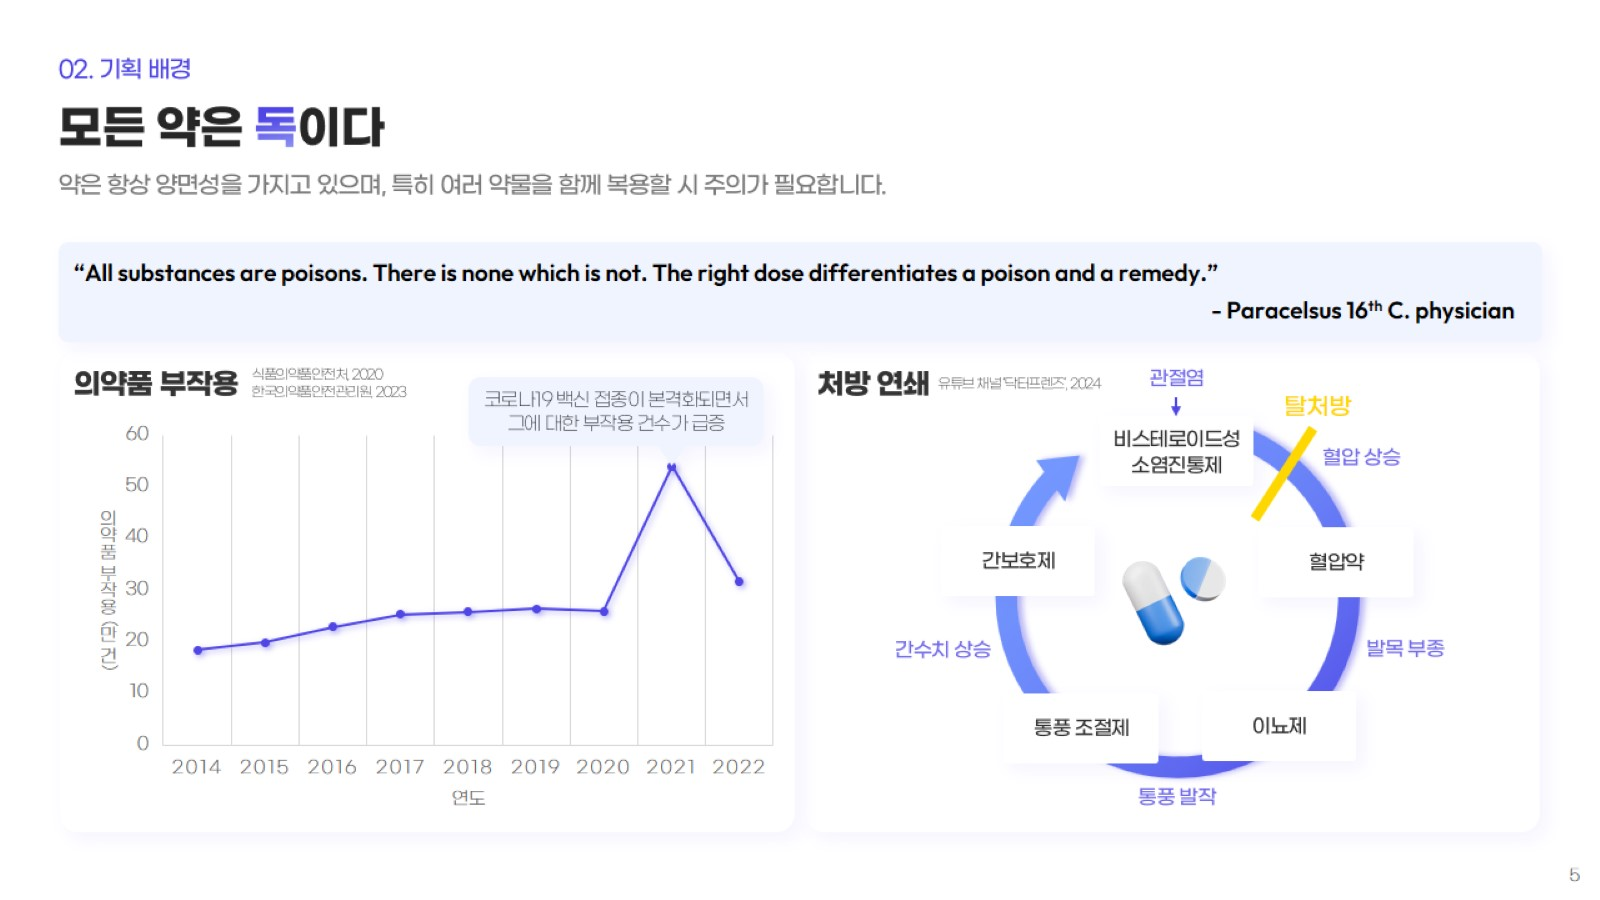 02. 기획 배경
모든 약은 독이다
약은 항상 양면성을 가지고 있으며, 특히 여러 약물을 함께 복용할 시 주의가 필요합니다.
“All substances are poisons. There is none which is not. The right dose differentiates a poison and a remedy.”
- Paracelsus 16th C. physician
의약품 부작용
식품의약품안전처, 2020
한국의약품안전관리원, 2023
코로나19 백신 접종이 본격화되면서
그에 대한 부작용 건수가 급증
의약품 부작용 (만 건)
60
50
40
30
20
10
0
2014 2015 2016 2017 2018 2019 2020 2021 2022
연도
처방 연쇄
유튜브 채널 '닥터프렌즈', 2024
관절염
탈처방
비스테로이드성
소염진통제
혈압 상승
간보호제
혈압약
간수치 상승
발목 부종
통풍 조절제
이뇨제
통풍 발작
5